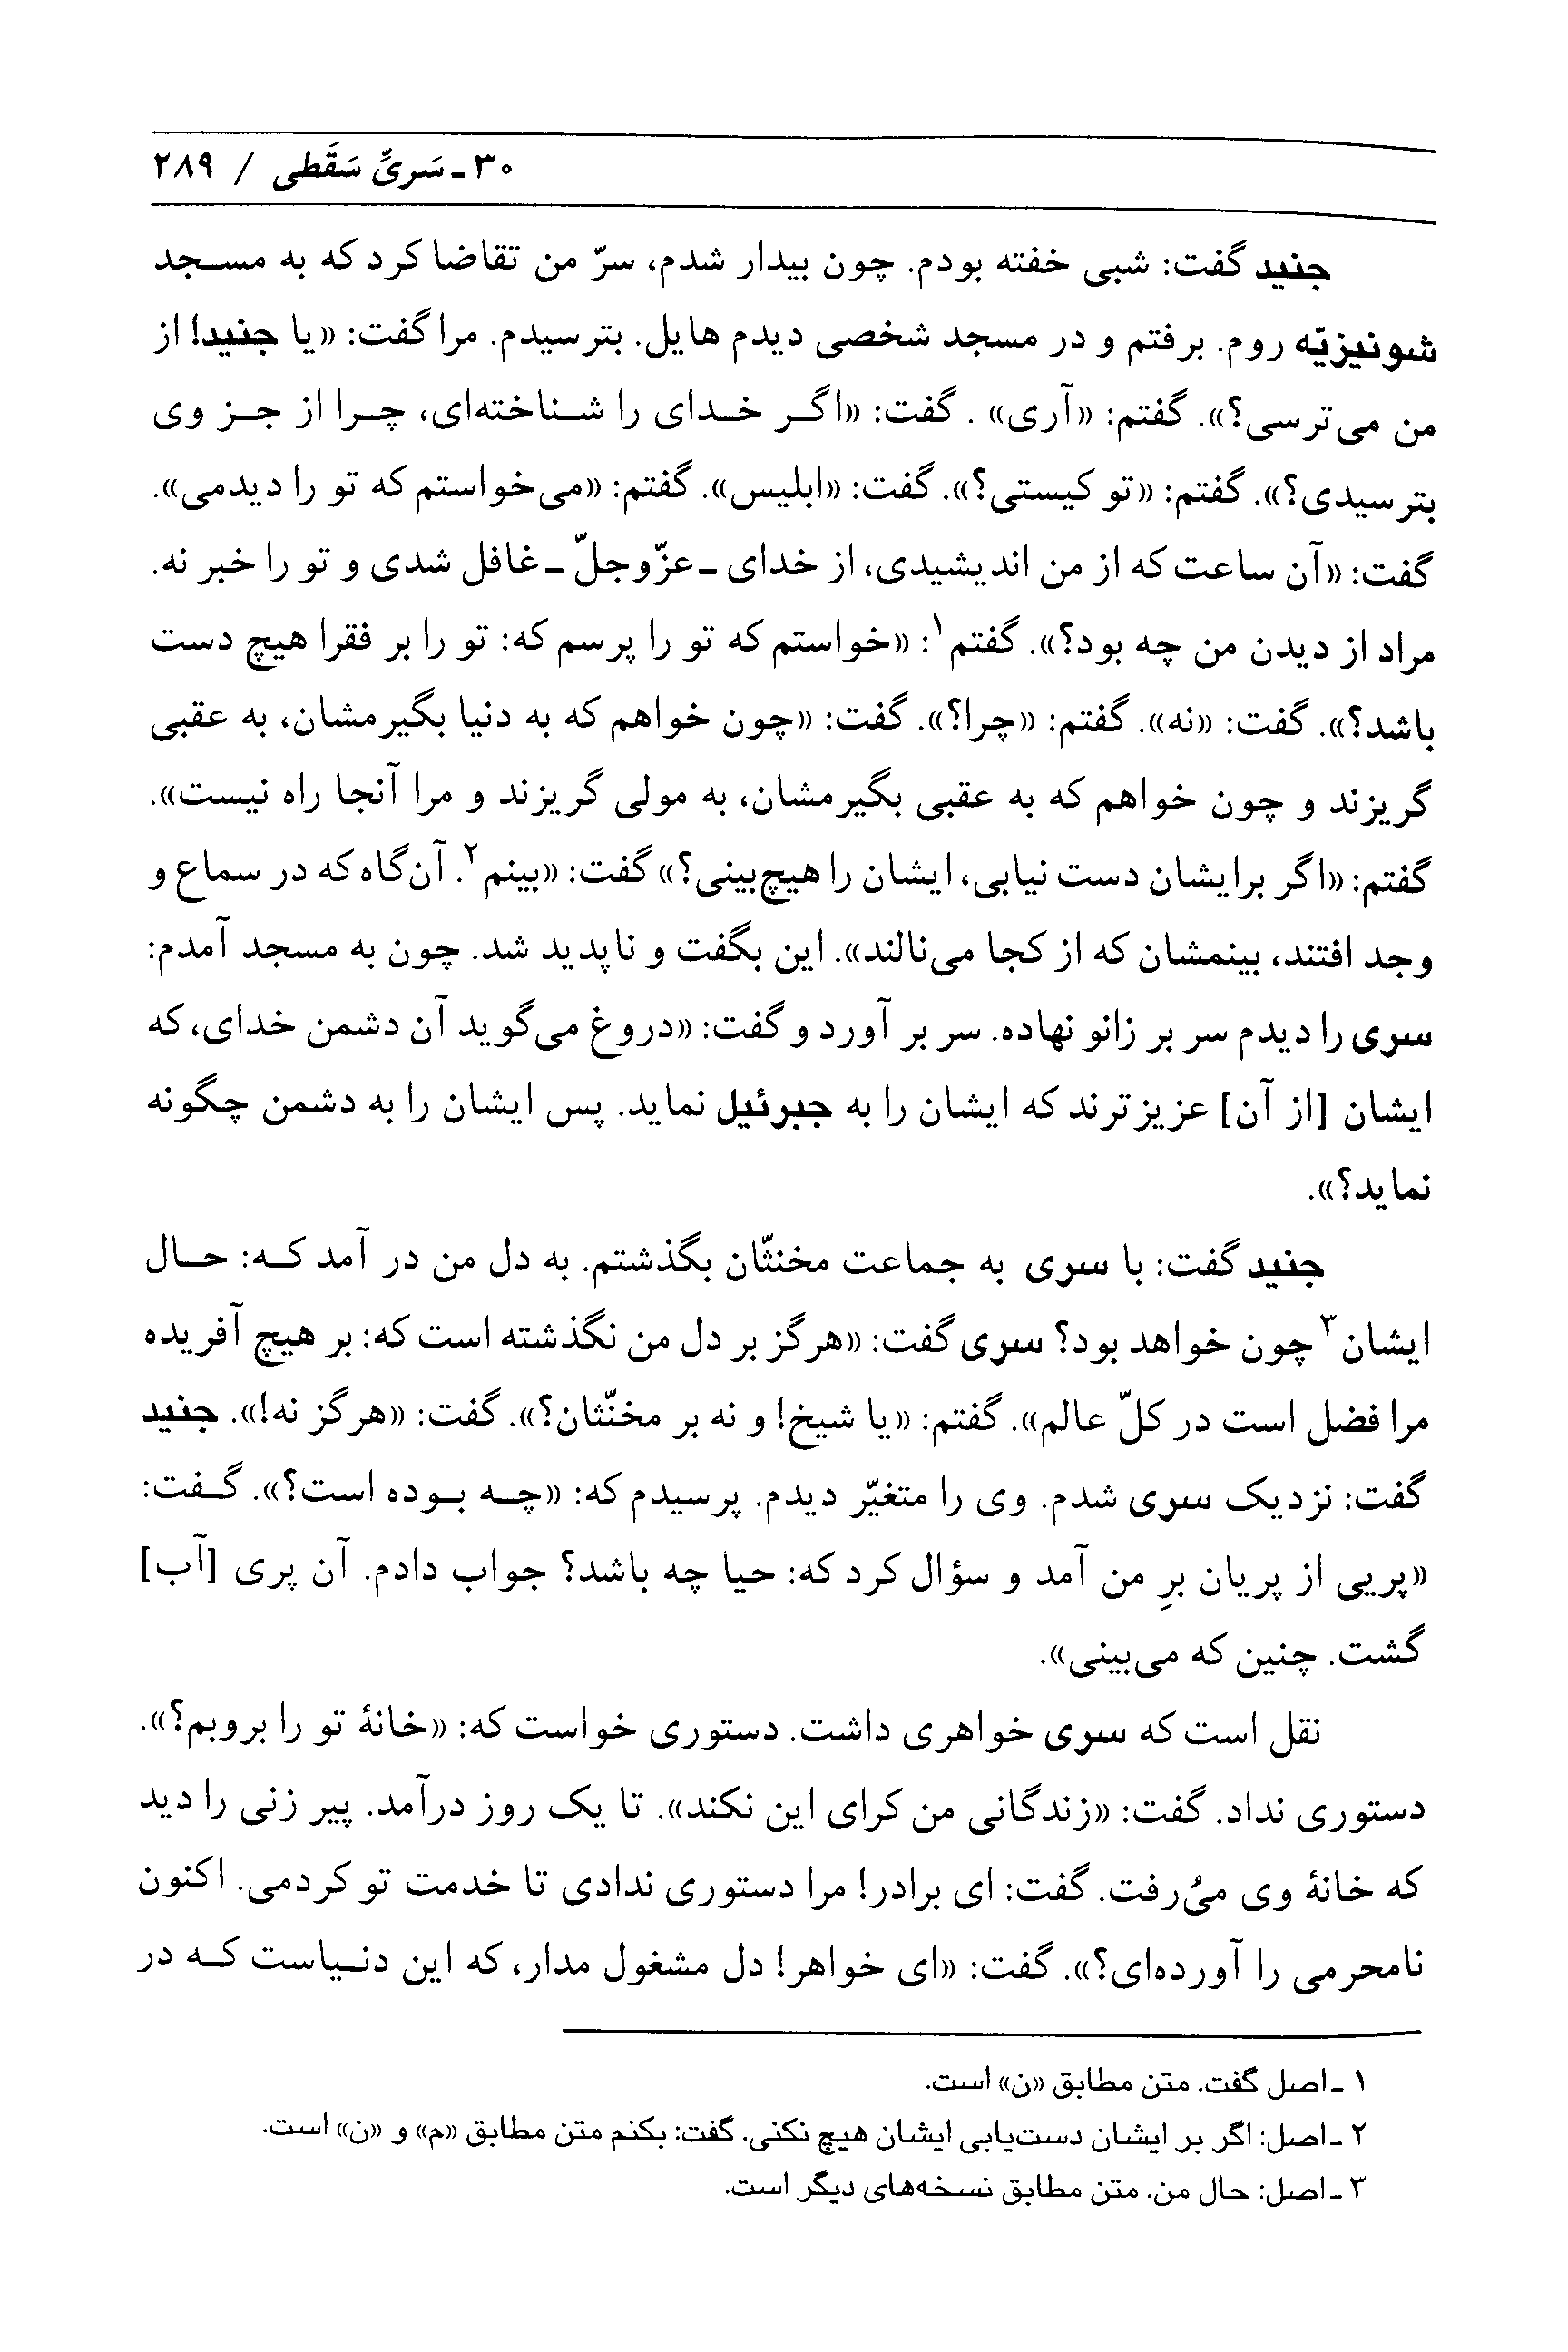 ۳۰ـ سَریِّ سَقَطی / ۲۸۹
جنید گفت: شبی خفته بودم. چون بیدار شدم، سرّ من تقاضا کرد که به مسجد
شونیزیّه روم. برفتم و در مسجد شخصی دیدم هایل. بترسیدم. مرا گفت: «یا جنید! از
من می‌ترسی؟». گفتم: «آری» . گفت: «اگر خدای را شناخته‌ای، چرا از جز وی
بترسیدی؟». گفتم: «تو کیستی؟». گفت: «ابلیس». گفتم: «می‌خواستم که تو را دیدمی».
گفت: «آن ساعت که از من اندیشیدی، از خدای ـ عزّوجلّ ـ غافل شدی و تو را خبر نه.
مراد از دیدن من چه بود؟». گفتم۱: «خواستم که تو را پرسم که: تو را بر فقرا هیچ دست
باشد؟». گفت: «نه». گفتم: «چرا؟». گفت: «چون خواهم که به دنیا بگیرمشان، به عقبی
گریزند و چون خواهم که به عقبی بگیرمشان، به مولی گریزند و مرا آنجا راه نیست».
گفتم: «اگر برایشان دست نیابی، ایشان را هیچ‌بینی؟» گفت: «بینم۲. آن‌گاه که در سماع و
وجد افتند، بینمشان که از کجا می‌نالند». این بگفت و ناپدید شد. چون به مسجد آمدم:
سری را دیدم سر بر زانو نهاده. سر بر آورد و گفت: «دروغ می‌گوید آن دشمن خدای، که
ایشان [از آن] عزیزترند که ایشان را به جبرئیل نماید. پس ایشان را به دشمن چگونه
نماید؟».
جنید گفت: با سری به جماعت مخنثّان بگذشتم. به دل من در آمد که: حال
ایشان۳ چون خواهد بود؟ سری گفت: «هرگز بر دل من نگذشته است که: بر هیچ آفریده
مرا فضل است در کلّ عالم». گفتم: «یا شیخ! و نه بر مخنّثان؟». گفت: «هرگز نه!». جنید
گفت: نزدیک سری شدم. وی را متغیّر دیدم. پرسیدم که: «چه بوده است؟». گفت:
«پریی از پریان برِ من آمد و سؤال کرد که: حیا چه باشد؟ جواب دادم. آن پری [آب]
گشت. چنین که می‌بینی».
نقل است که سری خواهری داشت. دستوری خواست که: «خانهٔ تو را بروبم؟».
دستوری نداد. گفت: «زندگانی من کرای این نکند». تا یک روز درآمد. پیر زنی را دید
که خانهٔ وی میُ‌رفت. گفت: ای برادر! مرا دستوری ندادی تا خدمت تو کردمی. اکنون
نامحرمی را آورده‌ای؟». گفت: «ای خواهر! دل مشغول مدار، که این دنیاست که در
۱ ـ اصل گفت. متن مطابق «ن» است.
۲ ـ اصل: اگر بر ایشان دست‌یابی ایشان هیچ نکنی. گفت: بکنم متن مطابق «م» و «ن» است.
۳ ـ اصل: حال من. متن مطابق نسخه‌های دیگر است.